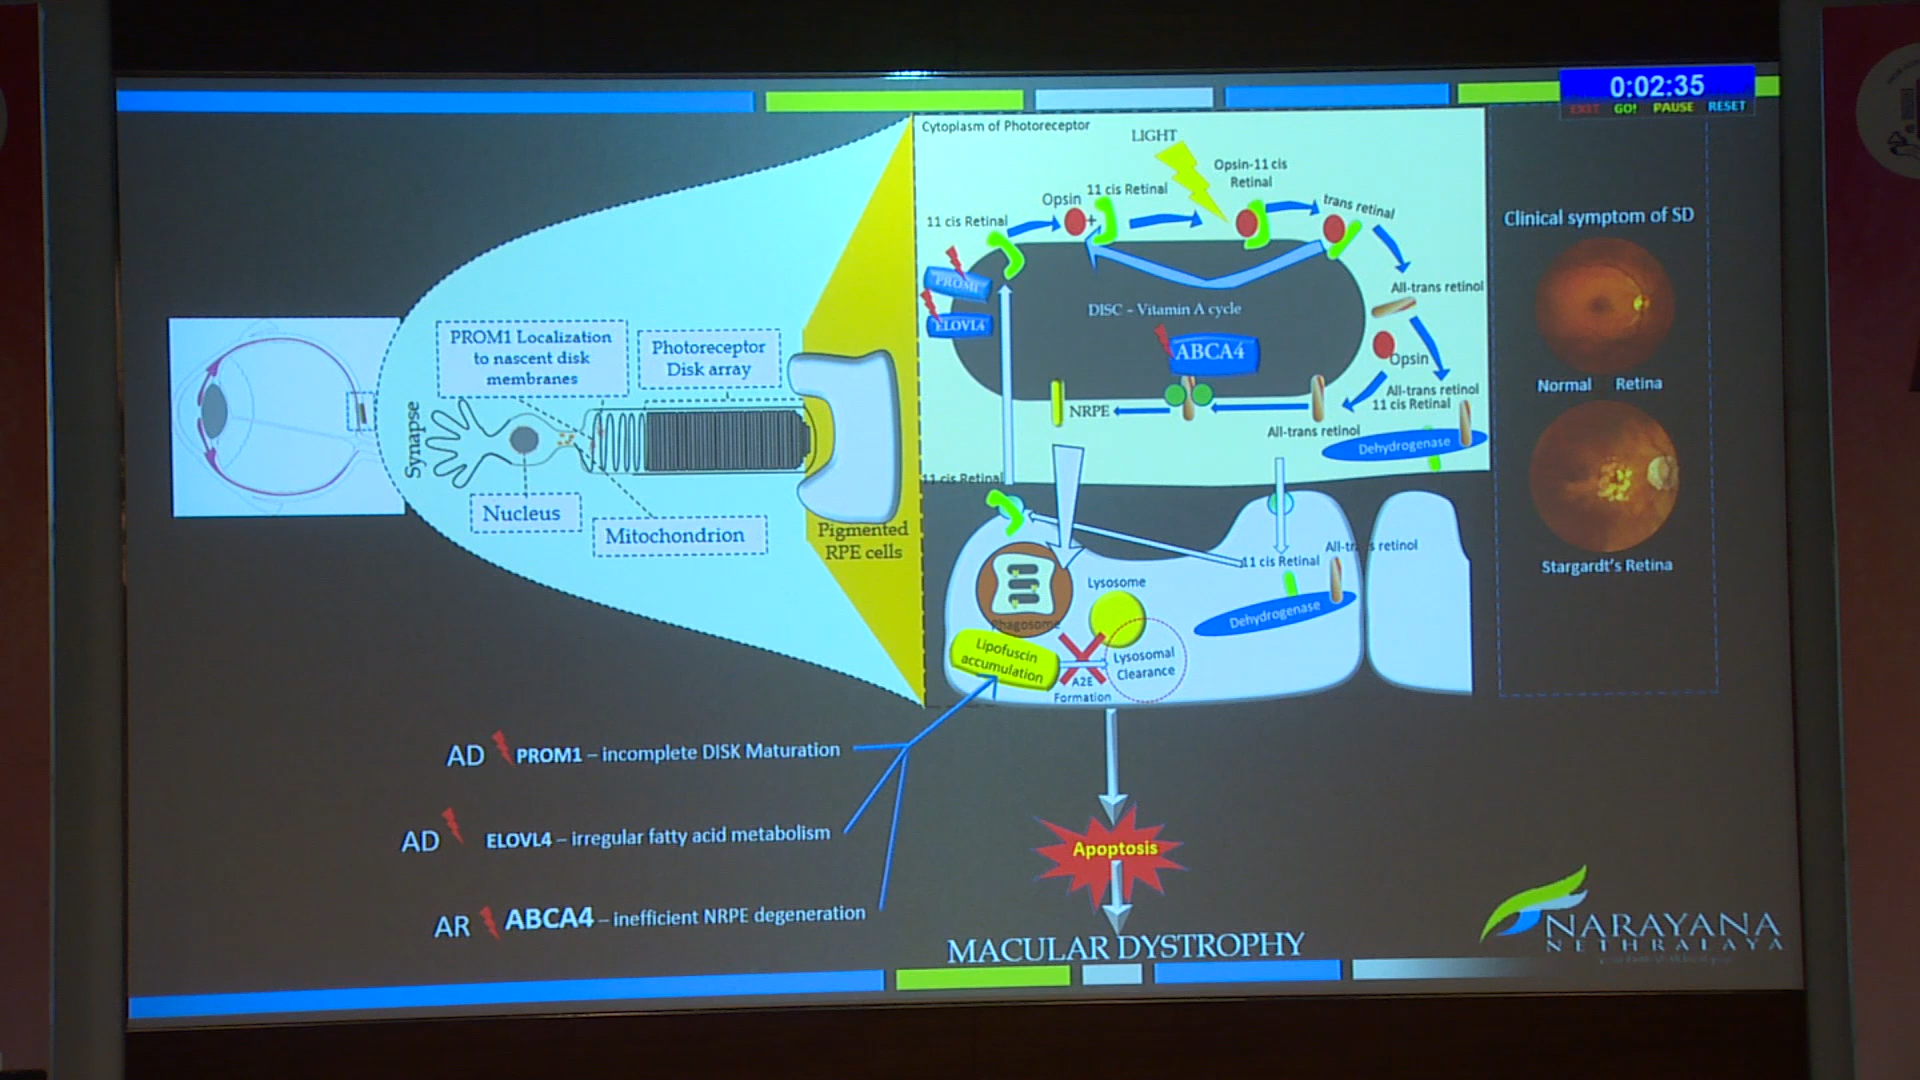 0:02:35
EXIT GO! PAUSE RESET
Cytoplasm of Photoreceptor
LIGHT
Opsin-11 cis
Retinal
11 cis Retinal
Opsin
+
trans retinal
11 cis Retinal
PROM1
ELOVL4
DISC – Vitamin A cycle
ABCA4
All-trans retinol
Opsin
All-trans retinol
11 cis Retinal
NRPE
All-trans retinol
Dehydrogenase
Clinical symptom of SD
Normal Retina
Stargardt's Retina
PROM1 Localization
to nascent disk
membranes
Photoreceptor
Disk array
Synapse
Nucleus
Mitochondrion
Pigmented
RPE cells
11 cis Retinal
11 cis Retinal
Lysosome
Phagosome
Dehydrogenase
Lipofuscin
accumulation
A2E
Formation
Lysosomal
Clearance
AD PROM1 – incomplete DISK Maturation
AD ELOVL4 – irregular fatty acid metabolism
AR ABCA4 – inefficient NRPE degeneration
Apoptosis
MACULAR DYSTROPHY
NARAYANA
NETHRALAYA